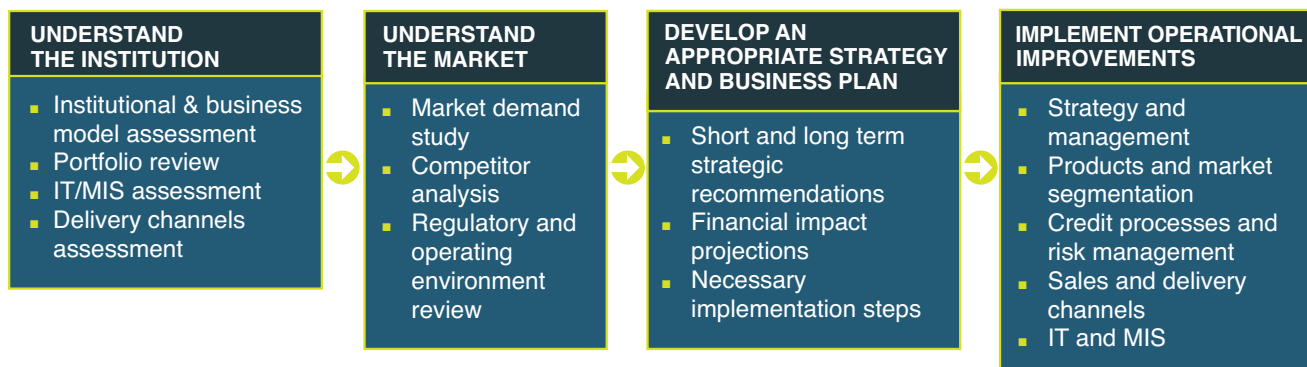 UNDERSTAND
THE INSTITUTION
▪ Institutional & business
model assessment
▪ Portfolio review
▪ IT/MIS assessment
▪ Delivery channels
assessment
UNDERSTAND
THE MARKET
▪ Market demand
study
▪ Competitor
analysis
▪ Regulatory and
operating
environment
review
DEVELOP AN
APPROPRIATE STRATEGY
AND BUSINESS PLAN
▪ Short and long term
strategic
recommendations
▪ Financial impact
projections
▪ Necessary
implementation steps
IMPLEMENT OPERATIONAL
IMPROVEMENTS
▪ Strategy and
management
▪ Products and market
segmentation
▪ Credit processes and
risk management
▪ Sales and delivery
channels
▪ IT and MIS